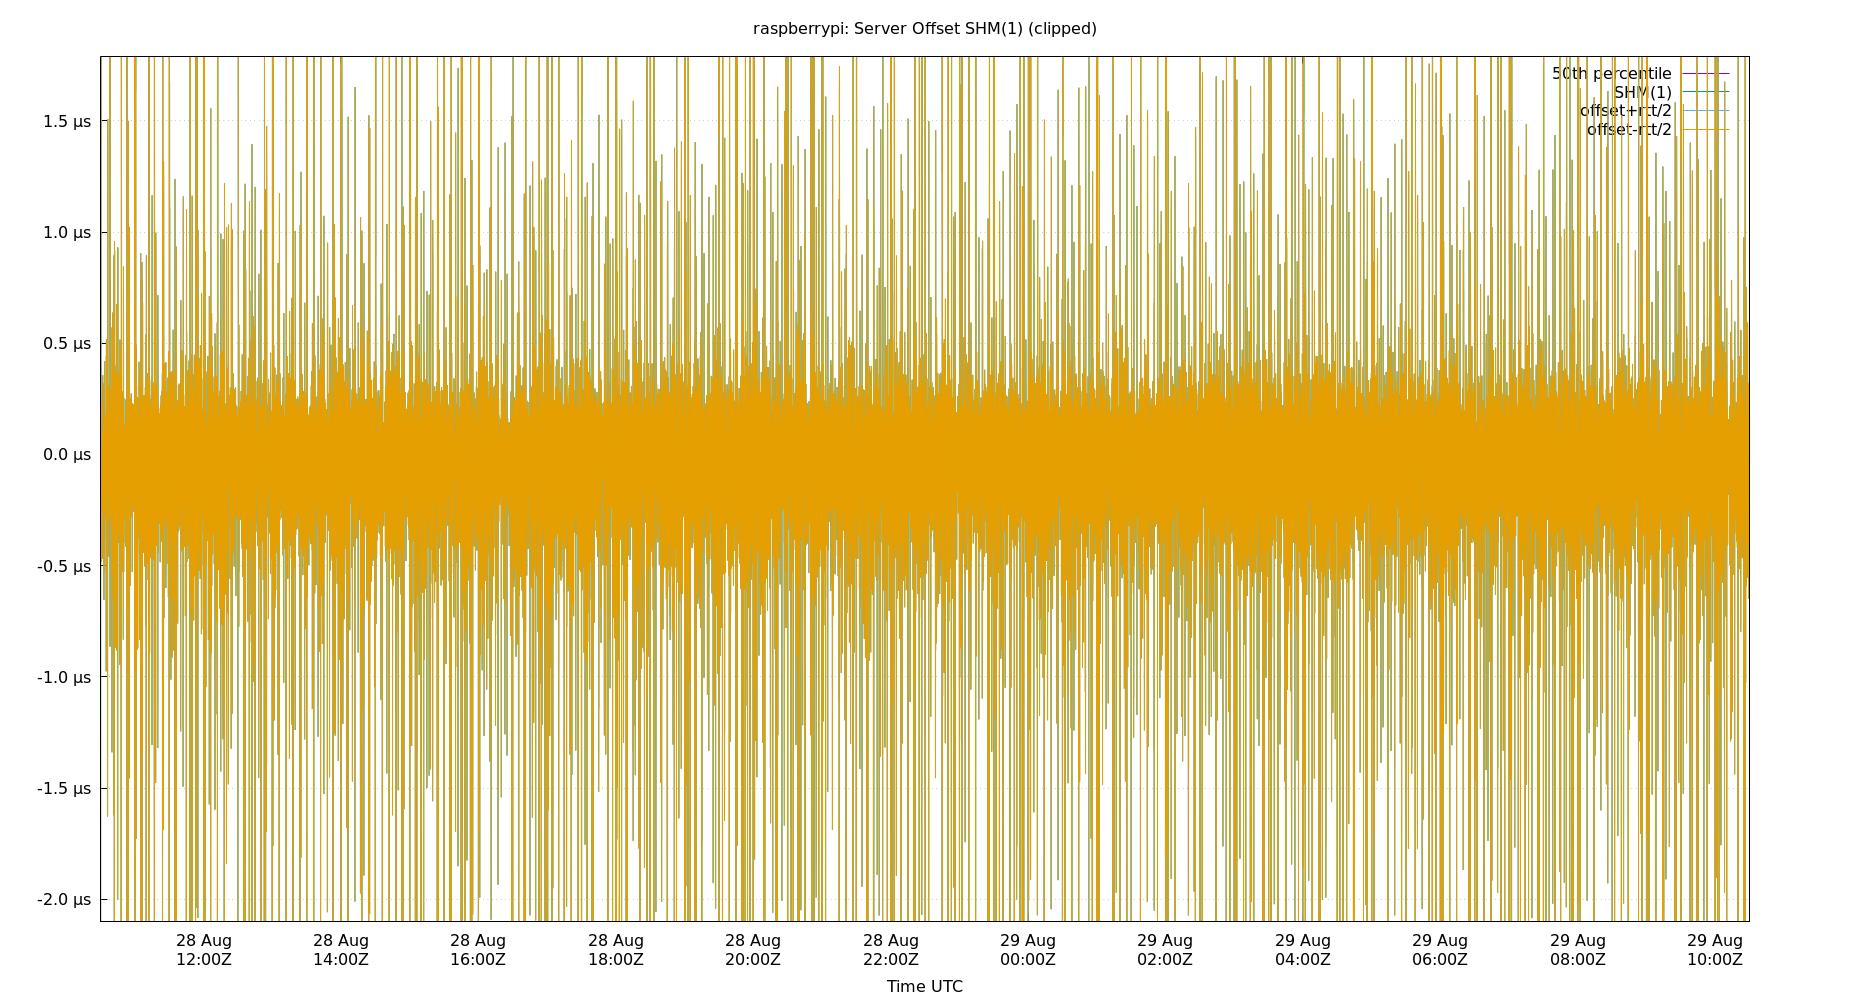 raspberrypi: Server Offset SHM(1) (clipped)
50th percentile
SHM(1)
offset+rtt/2
offset-rtt/2
1.5 µs
1.0 µs
0.5 µs
0.0 µs
-0.5 µs
-1.0 µs
-1.5 µs
-2.0 µs
28 Aug 28 Aug 28 Aug 28 Aug 28 Aug 28 Aug 29 Aug 29 Aug 29 Aug 29 Aug 29 Aug 29 Aug
12:00Z 14:00Z 16:00Z 18:00Z 20:00Z 22:00Z 00:00Z 02:00Z 04:00Z 06:00Z 08:00Z 10:00Z
Time UTC